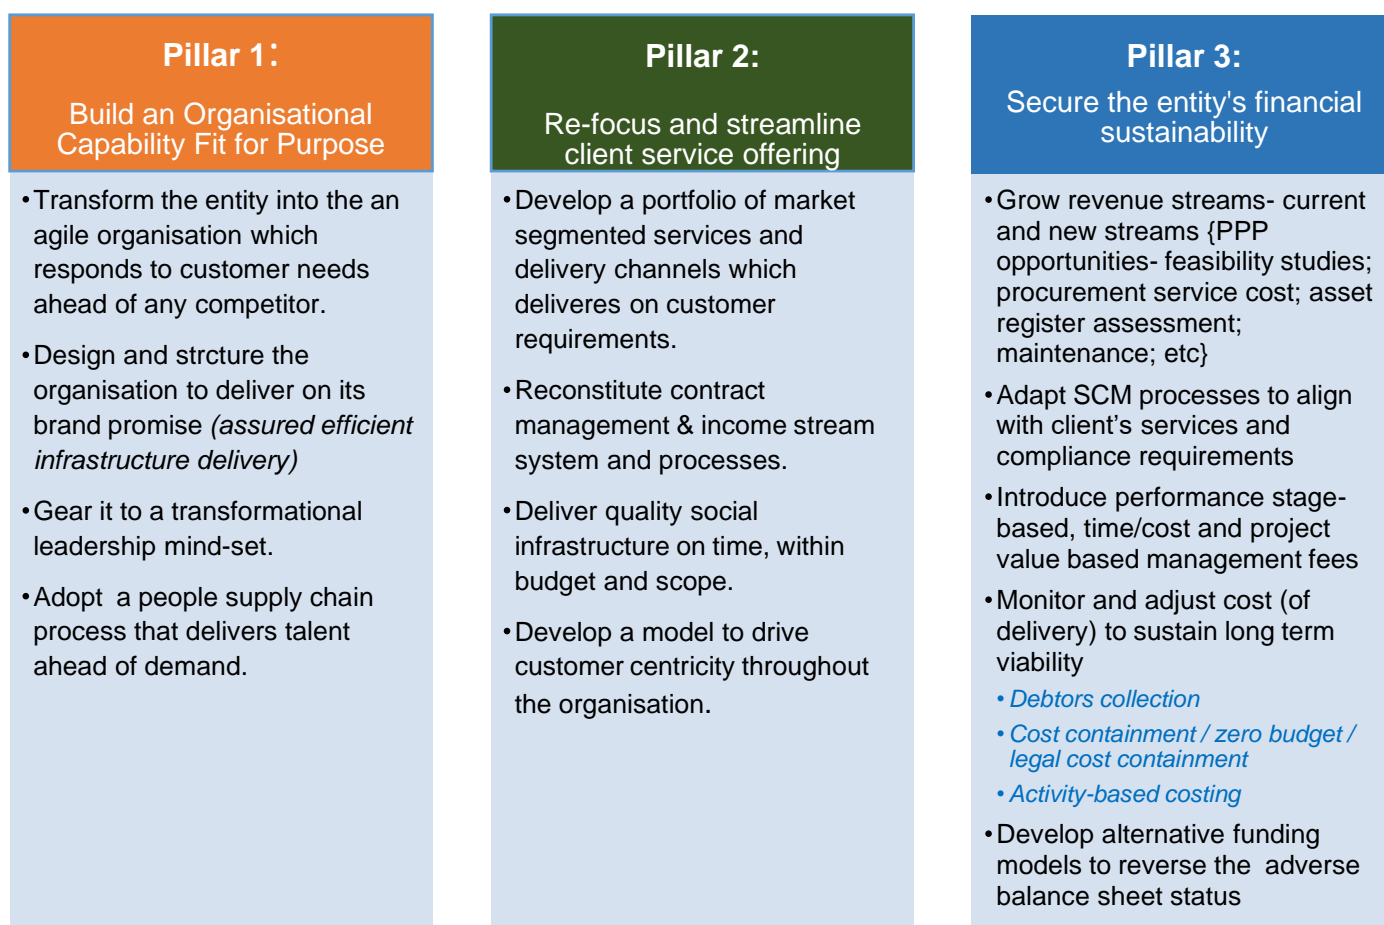 Pillar 1:
Build an Organisational
Capability Fit for Purpose
•Transform the entity into the an
agile organisation which
responds to customer needs
ahead of any competitor.
•Design and strcture the
organisation to deliver on its
brand promise (assured efficient
infrastructure delivery)
•Gear it to a transformational
leadership mind-set.
•Adopt  a people supply chain
process that delivers talent
ahead of demand.
Pillar 2:
Re-focus and streamline
client service offering
•Develop a portfolio of market
segmented services and
delivery channels which
deliveres on customer
requirements.
•Reconstitute contract
management & income stream
system and processes.
•Deliver quality social
infrastructure on time, within
budget and scope.
•Develop a model to drive
customer centricity throughout
the organisation.
Pillar 3:
Secure the entity's financial
sustainability
•Grow revenue streams- current
and new streams {PPP
opportunities- feasibility studies;
procurement service cost; asset
register assessment;
maintenance; etc}
•Adapt SCM processes to align
with client’s services and
compliance requirements
•Introduce performance stage-
based, time/cost and project
value based management fees
•Monitor and adjust cost (of
delivery) to sustain long term
viability
• Debtors collection
• Cost containment / zero budget /
legal cost containment
• Activity-based costing
•Develop alternative funding
models to reverse the  adverse
balance sheet status